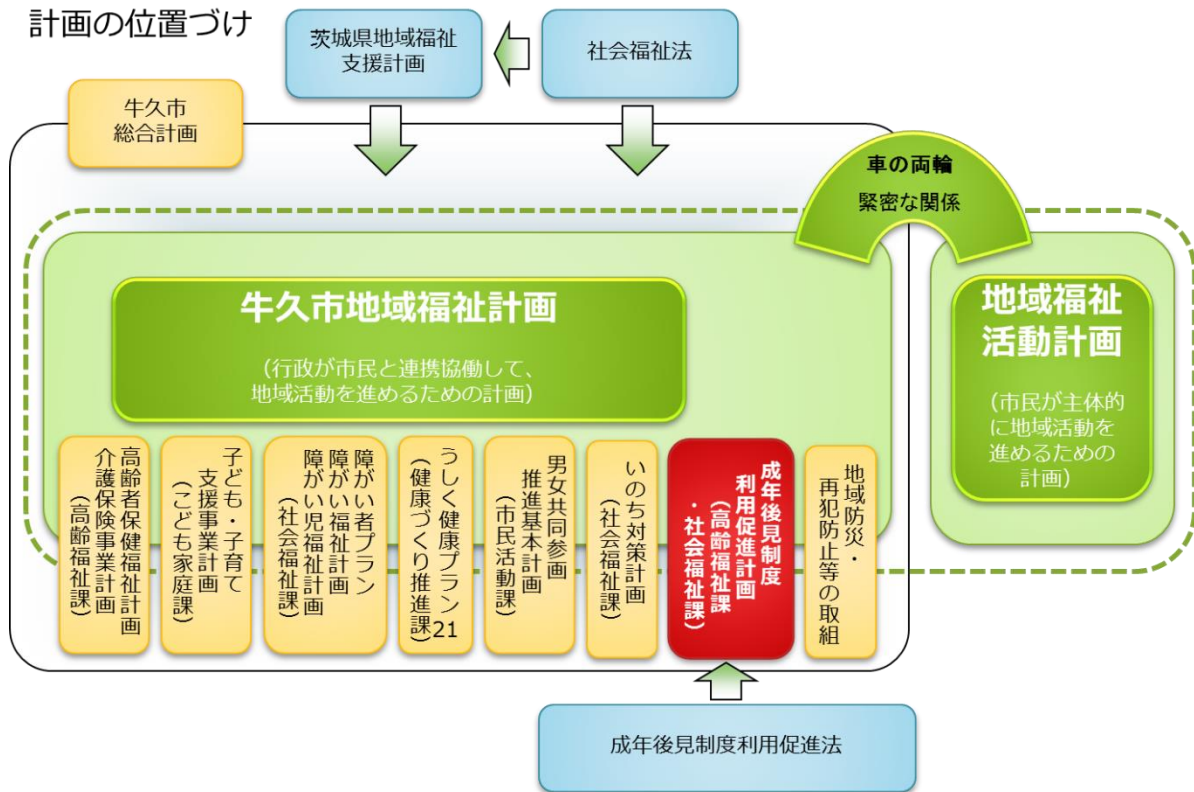 計画の位置づけ
茨城県地域福祉
支援計画
社会福祉法
牛久市
総合計画
車の両輪
緊密な関係
牛久市地域福祉計画
(行政が市民と連携協働して、
地域活動を進めるための計画)
地域福祉
活動計画
(市民が主体的
に地域活動を
進めるための
計画)
高齢者保健福祉計画
介護保険事業計画
(高齢福祉課)
子ども・子育て
支援事業計画
(こども家庭課)
障がい者プラン
障がい福祉計画
障がい児福祉計画
(社会福祉課)
うしく健康プラン21
(健康づくり推進課)
男女共同参画
推進基本計画
(市民活動課)
いのち対策計画
(社会福祉課)
成年後見制度
利用促進計画
(高齢福祉課
・社会福祉課)
地域防災・
再犯防止等の取組
成年後見制度利用促進法